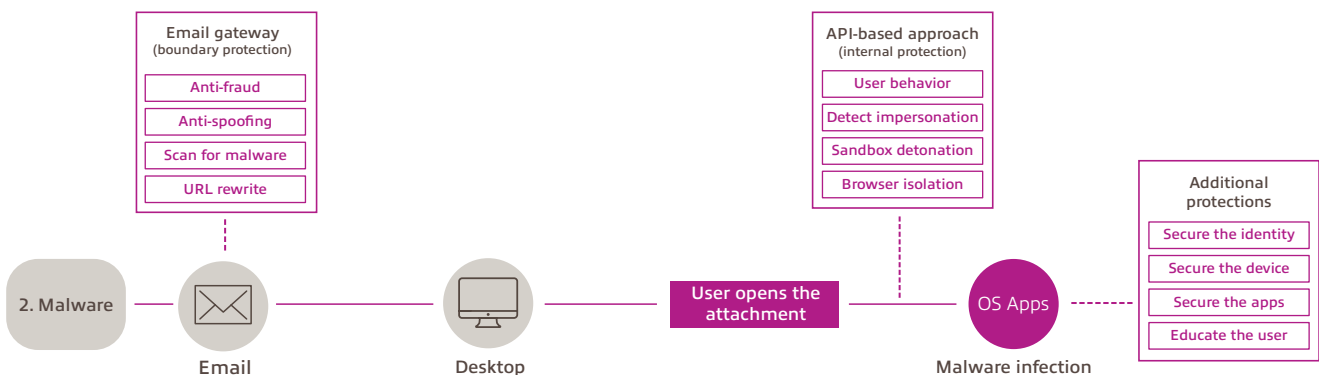 Email gateway
(boundary protection)
Anti-fraud
Anti-spoofing
Scan for malware
URL rewrite
API-based approach
(internal protection)
User behavior
Detect impersonation
Sandbox detonation
Browser isolation
Additional
protections
Secure the identity
Secure the device
Secure the apps
Educate the user
2. Malware
Email
Desktop
User opens the
attachment
OS Apps
Malware infection